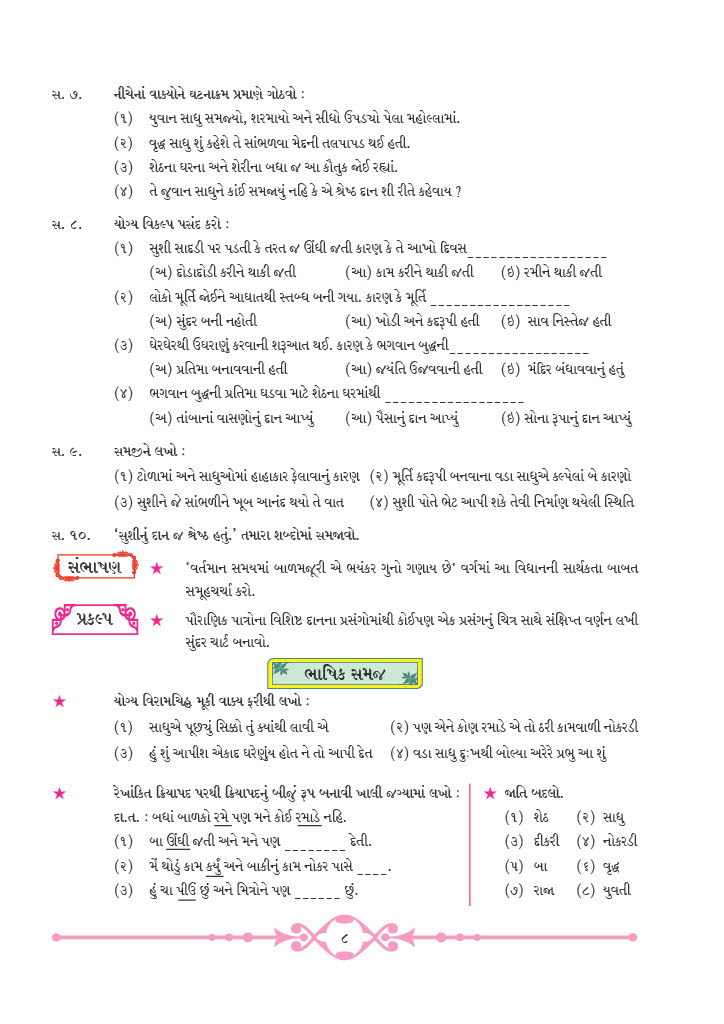 સ. ૭. નીચેનાં વાક્યોને ઘટનાક્રમ પ્રમાણે ગોઠવો :
(૧) યુવાન સાધુ સમજ્યો, શરમાયો અને સીધો ઉપડ્યો પેલા મહોલ્લામાં.
(૨) વૃદ્ધ સાધુ શું કહેશે તે સાંભળવા મેદની તલપાપડ થઈ હતી.
(૩) શેઠના ઘરના અને શેરીના બધા જ આ કૌતુક જોઈ રહ્યાં.
(૪) તે જુવાન સાધુને કાંઈ સમજાયું નહિ કે એ શ્રેષ્ઠ દાન શી રીતે કહેવાય ?
સ. ૮. યોગ્ય વિકલ્પ પસંદ કરો :
(૧) સુશી સાદડી પર પડતી કે તરત જ ઊંઘી જતી કારણ કે તે આખો દિવસ__________________
(અ) દોડાદોડી કરીને થાકી જતી (આ) કામ કરીને થાકી જતી (ઇ) રમીને થાકી જતી
(૨) લોકો મૂર્તિ જોઈને આઘાતથી સ્તબ્ધ બની ગયા. કારણ કે મૂર્તિ __________________
(અ) સુંદર બની નહોતી (આ) ખોડી અને કદરૂપી હતી (ઇ) સાવ નિસ્તેજ હતી
(૩) ઘેરઘેરથી ઉઘરાણું કરવાની શરૂઆત થઈ. કારણ કે ભગવાન બુદ્ધની__________________
(અ) પ્રતિમા બનાવવાની હતી (આ) જયંતિ ઉજવવાની હતી (ઇ) મંદિર બંધાવવાનું હતું
(૪) ભગવાન બુદ્ધની પ્રતિમા ઘડવા માટે શેઠના ઘરમાંથી __________________
(અ) તાંબાનાં વાસણોનું દાન આપ્યું (આ) પૈસાનું દાન આપ્યું (ઇ) સોના રૂપાનું દાન આપ્યું
સ. ૯. સમજીને લખો :
(૧) ટોળામાં અને સાધુઓમાં હાહાકાર ફેલાવાનું કારણ (૨) મૂર્તિ કદરૂપી બનવાના વડા સાધુએ કલ્પેલાં બે કારણો
(૩) સુશીને જે સાંભળીને ખૂબ આનંદ થયો તે વાત (૪) સુશી પોતે ભેટ આપી શકે તેવી નિર્માણ થયેલી સ્થિતિ
સ. ૧૦. ‘સુશીનું દાન જ શ્રેષ્ઠ હતું.’ તમારા શબ્દોમાં સમજાવો.
સંભાષણ ★ ‘વર્તમાન સમયમાં બાળમજૂરી એ ભયંકર ગુનો ગણાય છે’ વર્ગમાં આ વિધાનની સાર્થકતા બાબત
સમૂહચર્ચા કરો.
પ્રકલ્પ ★ પૌરાણિક પાત્રોના વિશિષ્ટ દાનના પ્રસંગોમાંથી કોઈપણ એક પ્રસંગનું ચિત્ર સાથે સંક્ષિપ્ત વર્ણન લખી
સુંદર ચાર્ટ બનાવો.
ભાષિક સમજ
★ યોગ્ય વિરામચિહ્ન મૂકી વાક્ય ફરીથી લખો :
(૧) સાધુએ પૂછ્યું સિક્કો તું ક્યાંથી લાવી એ (૨) પણ એને કોણ રમાડે એ તો ઠરી કામવાળી નોકરડી
(૩) હું શું આપીશ એકાદ ઘરેણુંય હોત ને તો આપી દેત (૪) વડા સાધુ દુઃખથી બોલ્યા અરેરે પ્રભુ આ શું
★ રેખાંકિત ક્રિયાપદ પરથી ક્રિયાપદનું બીજું રૂપ બનાવી ખાલી જગ્યામાં લખો :
દા.ત. : બધાં બાળકો રમે પણ મને કોઈ રમાડે નહિ.
(૧) બા ઊંઘી જતી અને મને પણ ________ દેતી.
(૨) મેં થોડું કામ કર્યું અને બાકીનું કામ નોકર પાસે ____.
(૩) હું ચા પીઉં છું અને મિત્રોને પણ ______ છું.
★ જાતિ બદલો.
(૧) શેઠ (૨) સાધુ
(૩) દીકરી (૪) નોકરડી
(૫) બા (૬) વૃદ્ધ
(૭) રાજા (૮) યુવતી
૮